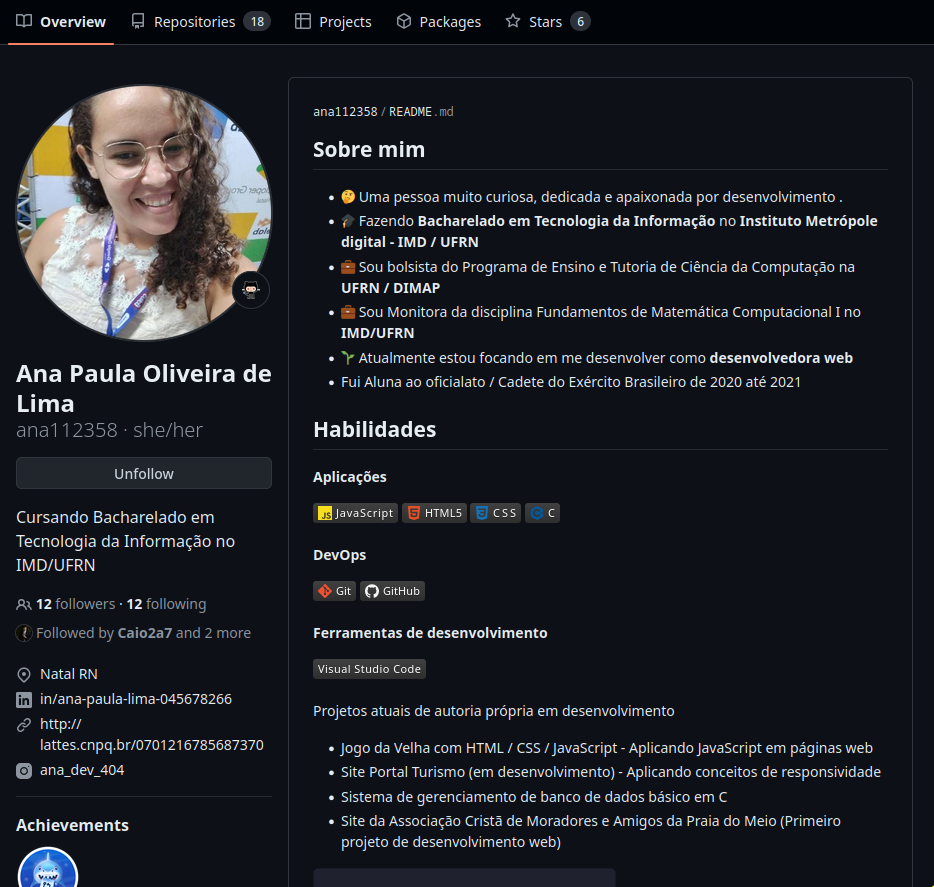 Overview Repositories 18 Projects Packages Stars 6
Ana Paula Oliveira de
Lima
ana112358 · she/her
Unfollow
Cursando Bacharelado em
Tecnologia da Informação no
IMD/UFRN
12 followers · 12 following
Followed by Caio2a7 and 2 more
Natal RN
in/ana-paula-lima-045678266
http://
lattes.cnpq.br/0701216785687370
ana_dev_404
Achievements
ana112358 / README.md
Sobre mim
• 🤔 Uma pessoa muito curiosa, dedicada e apaixonada por desenvolvimento .
• 🎓 Fazendo Bacharelado em Tecnologia da Informação no Instituto Metrópole
digital - IMD / UFRN
• 💼 Sou bolsista do Programa de Ensino e Tutoria de Ciência da Computação na
UFRN / DIMAP
• 💼 Sou Monitora da disciplina Fundamentos de Matemática Computacional I no
IMD/UFRN
• 🌱 Atualmente estou focando em me desenvolver como desenvolvedora web
• Fui Aluna ao oficialato / Cadete do Exército Brasileiro de 2020 até 2021
Habilidades
Aplicações
JS JavaScript HTML5 CSS C
DevOps
Git GitHub
Ferramentas de desenvolvimento
Visual Studio Code
Projetos atuais de autoria própria em desenvolvimento
• Jogo da Velha com HTML / CSS / JavaScript - Aplicando JavaScript em páginas web
• Site Portal Turismo (em desenvolvimento) - Aplicando conceitos de responsividade
• Sistema de gerenciamento de banco de dados básico em C
• Site da Associação Cristã de Moradores e Amigos da Praia do Meio (Primeiro
projeto de desenvolvimento web)